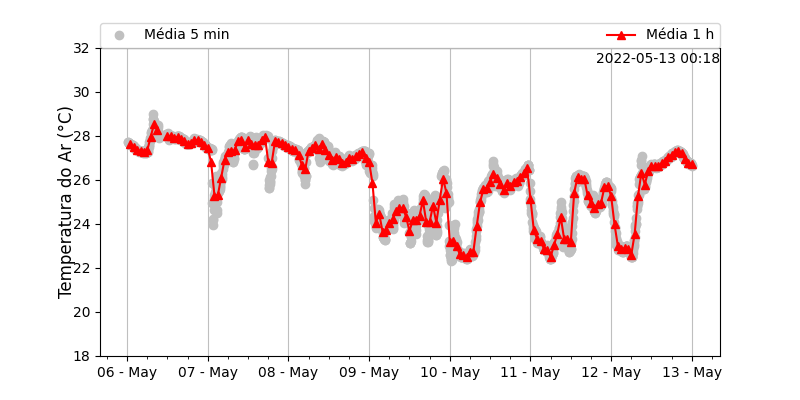 Média 5 min
Média 1 h
2022-05-13 00:18
Temperatura do Ar (°C)
32
30
28
26
24
22
20
18
06 - May
07 - May
08 - May
09 - May
10 - May
11 - May
12 - May
13 - May